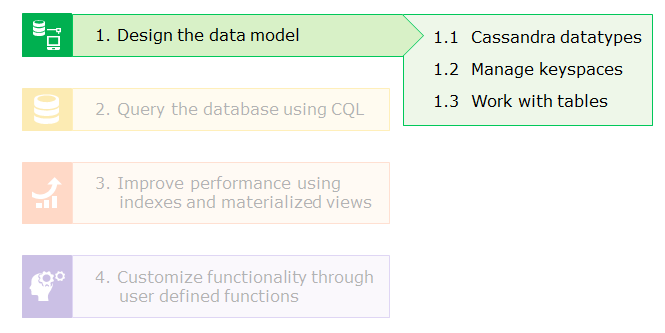 1. Design the data model
1.1 Cassandra datatypes
1.2 Manage keyspaces
1.3 Work with tables
2. Query the database using CQL
3. Improve performance using
indexes and materialized views
4. Customize functionality through
user defined functions